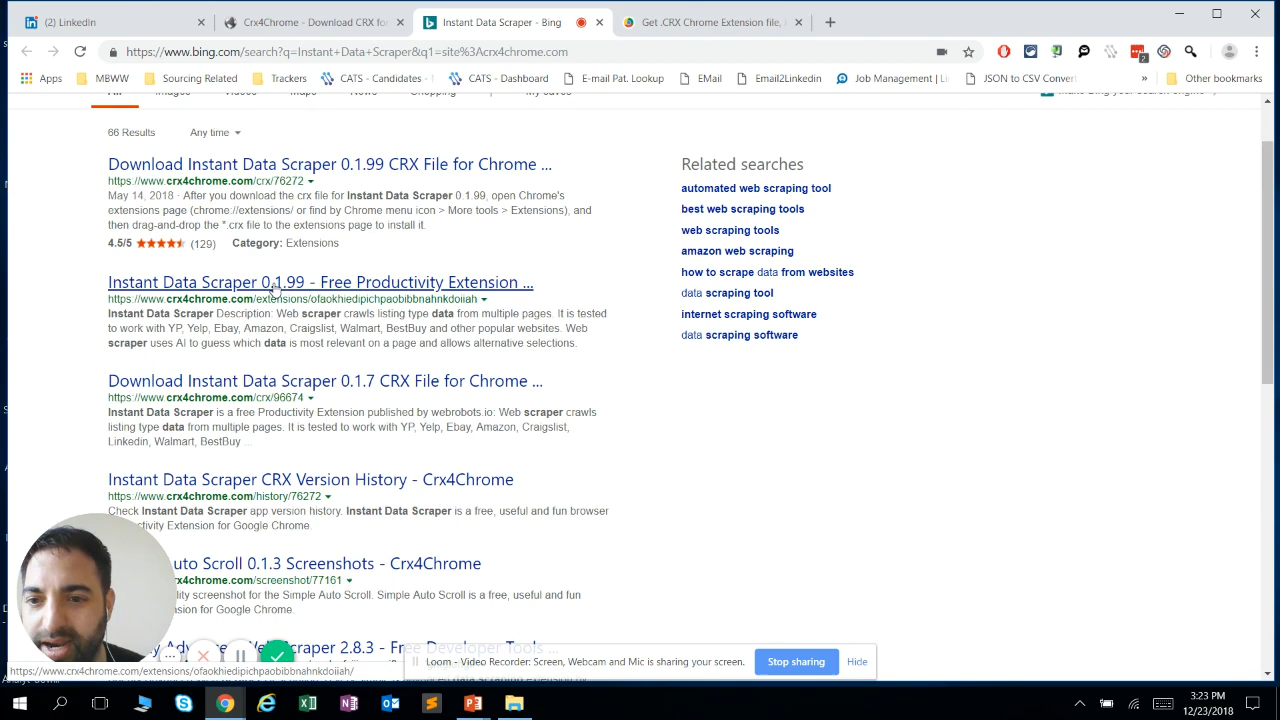 (2) LinkedIn
Crx4Chrome - Download CRX for
Instant Data Scraper - Bing
Get .CRX Chrome Extension file,
https://www.bing.com/search?q=Instant+Data+Scraper&q1=site%3Acrx4chrome.com
Apps
MBWW
Sourcing Related
Trackers
CATS - Candidates -
CATS - Dashboard
E-mail Pat. Lookup
EMail
Email2Linkedin
Job Management | Li
JSON to CSV Convert
»
Other bookmarks
66 Results
Any time
Download Instant Data Scraper 0.1.99 CRX File for Chrome ...
https://www.crx4chrome.com/crx/76272
May 14, 2018 · After you download the crx file for Instant Data Scraper 0.1.99, open Chrome's
extensions page (chrome://extensions/ or find by Chrome menu icon > More tools > Extensions), and
then drag-and-drop the *.crx file to the extensions page to install it.
4.5/5 (129) Category: Extensions
Instant Data Scraper 0.1.99 - Free Productivity Extension ...
https://www.crx4chrome.com/extensions/ofaokhiedipichpaobibbnahnkdoiiah
Instant Data Scraper Description: Web scraper crawls listing type data from multiple pages. It is tested
to work with YP, Yelp, Ebay, Amazon, Craigslist, Walmart, BestBuy and other popular websites. Web
scraper uses AI to guess which data is most relevant on a page and allows alternative selections.
Download Instant Data Scraper 0.1.7 CRX File for Chrome ...
https://www.crx4chrome.com/crx/96674
Instant Data Scraper is a free Productivity Extension published by webrobots.io: Web scraper crawls
listing type data from multiple pages. It is tested to work with YP, Yelp, Ebay, Amazon, Craigslist,
Linkedin, Walmart, BestBuy ...
Instant Data Scraper CRX Version History - Crx4Chrome
https://www.crx4chrome.com/history/76272
Check Instant Data Scraper app version history. Instant Data Scraper is a free, useful and fun browser
Extension for Google Chrome.
Auto Scroll 0.1.3 Screenshots - Crx4Chrome
crx4chrome.com/screenshot/77161
screenshot for the Simple Auto Scroll. Simple Auto Scroll is a free, useful and fun
for Google Chrome.
2.8.3 - Free Developer Tools ...
Related searches
automated web scraping tool
best web scraping tools
web scraping tools
amazon web scraping
how to scrape data from websites
data scraping tool
internet scraping software
data scraping software
Loom - Video Recorder: Screen, Webcam and Mic is sharing your screen.
Stop sharing
Hide
https://www.crx4chrome.com/extensions/ofaokhiedipichpaobibbnahnkdoiiah/
3:23 PM
12/23/2018